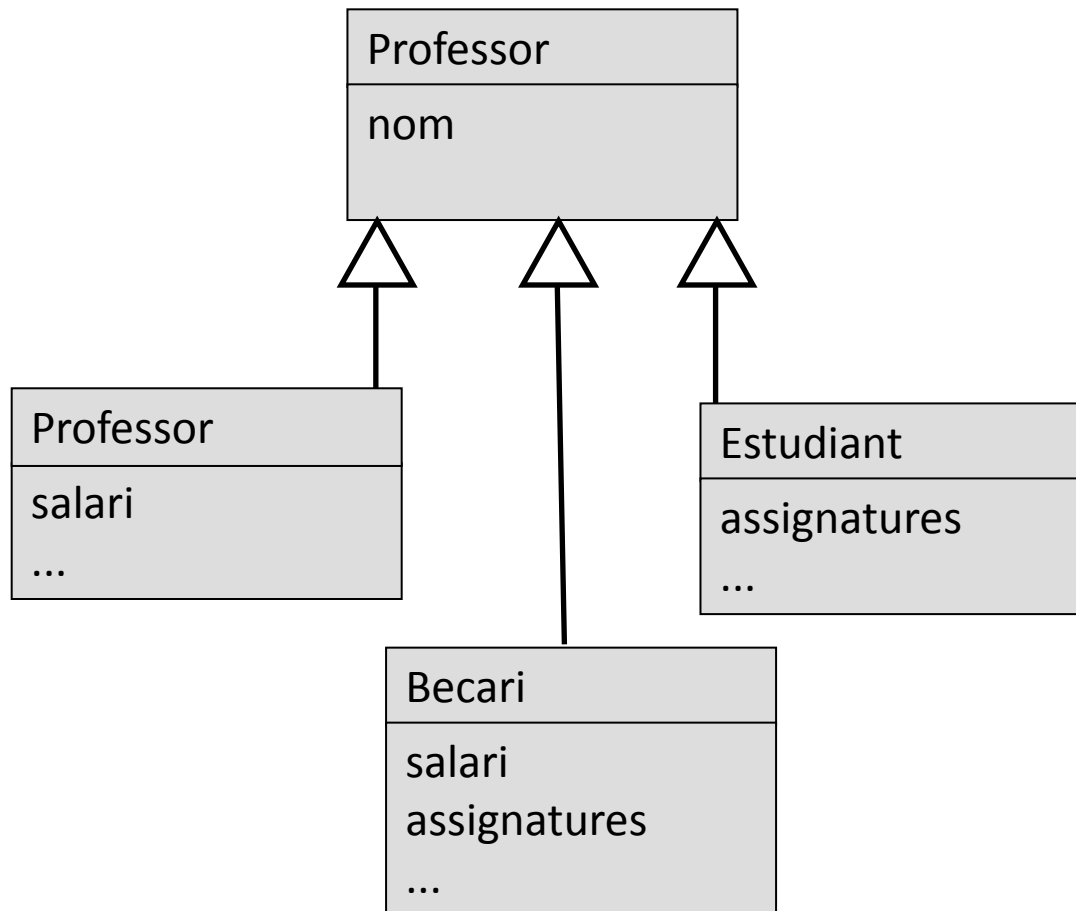 Professor
nom
Professor
salari
...
Estudiant
assignatures
...
Becari
salari
assignatures
...